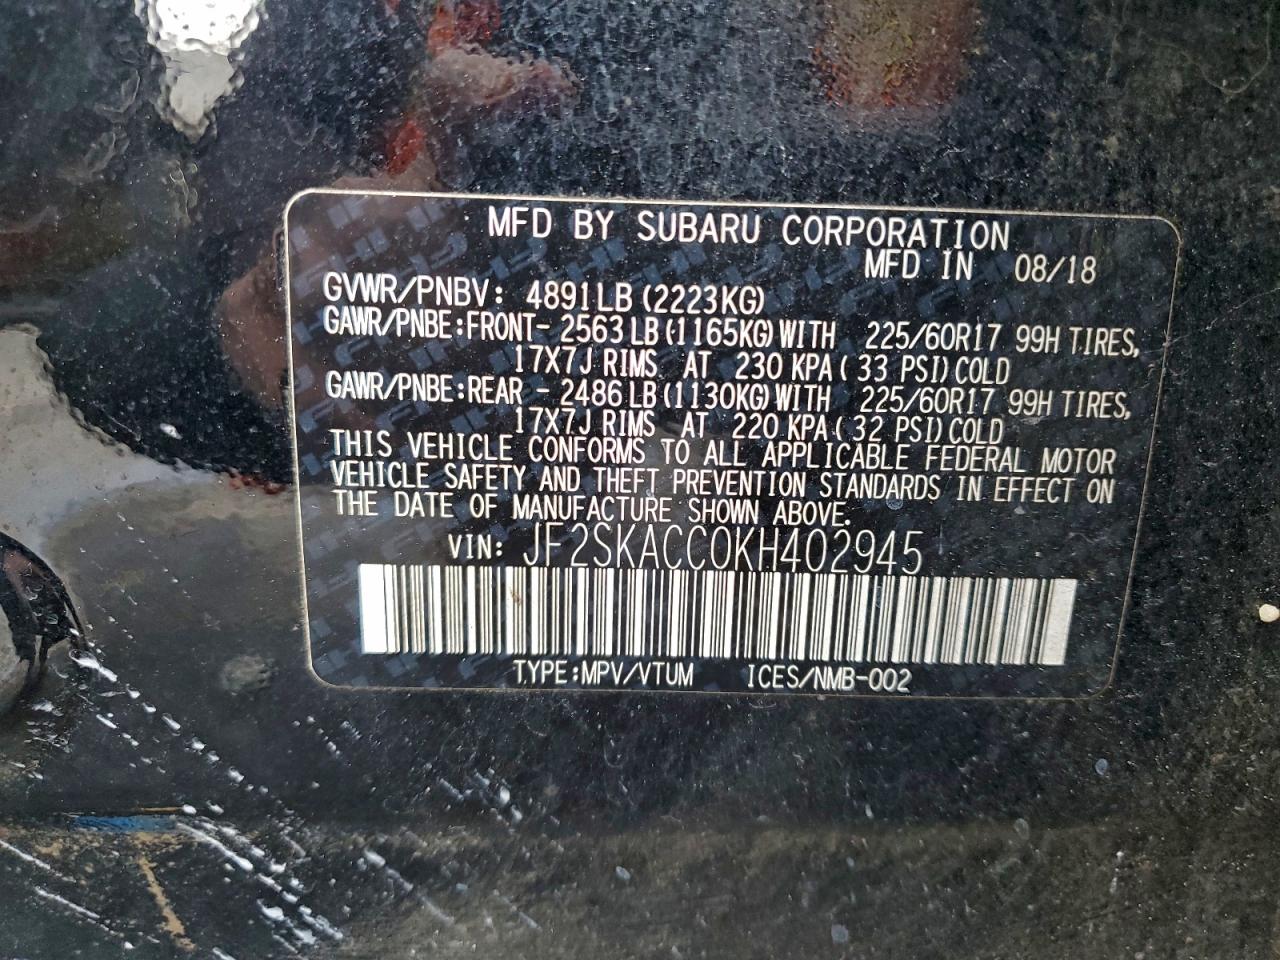 MFD BY SUBARU CORPORATION
MFD IN 08/18
GVWR/PNBV: 4891LB (2223KG)
GAWR/PNBE:FRONT- 2563LB (1165KG) WITH 225/60R17 99H TIRES,
17X7J RIMS AT 230 KPA( 33 PSI) COLD
GAWR/PNBE:REAR - 2486LB (1130KG) WITH 225/60R17 99H TIRES,
17X7J RIMS AT 220 KPA( 32 PSI) COLD
THIS VEHICLE CONFORMS TO ALL APPLICABLE FEDERAL MOTOR
VEHICLE SAFETY AND THEFT PREVENTION STANDARDS IN EFFECT ON
THE DATE OF MANUFACTURE SHOWN ABOVE.
VIN: JF2SKACC0KH402945
TYPE:MPV/VTUM ICES/NMB-002